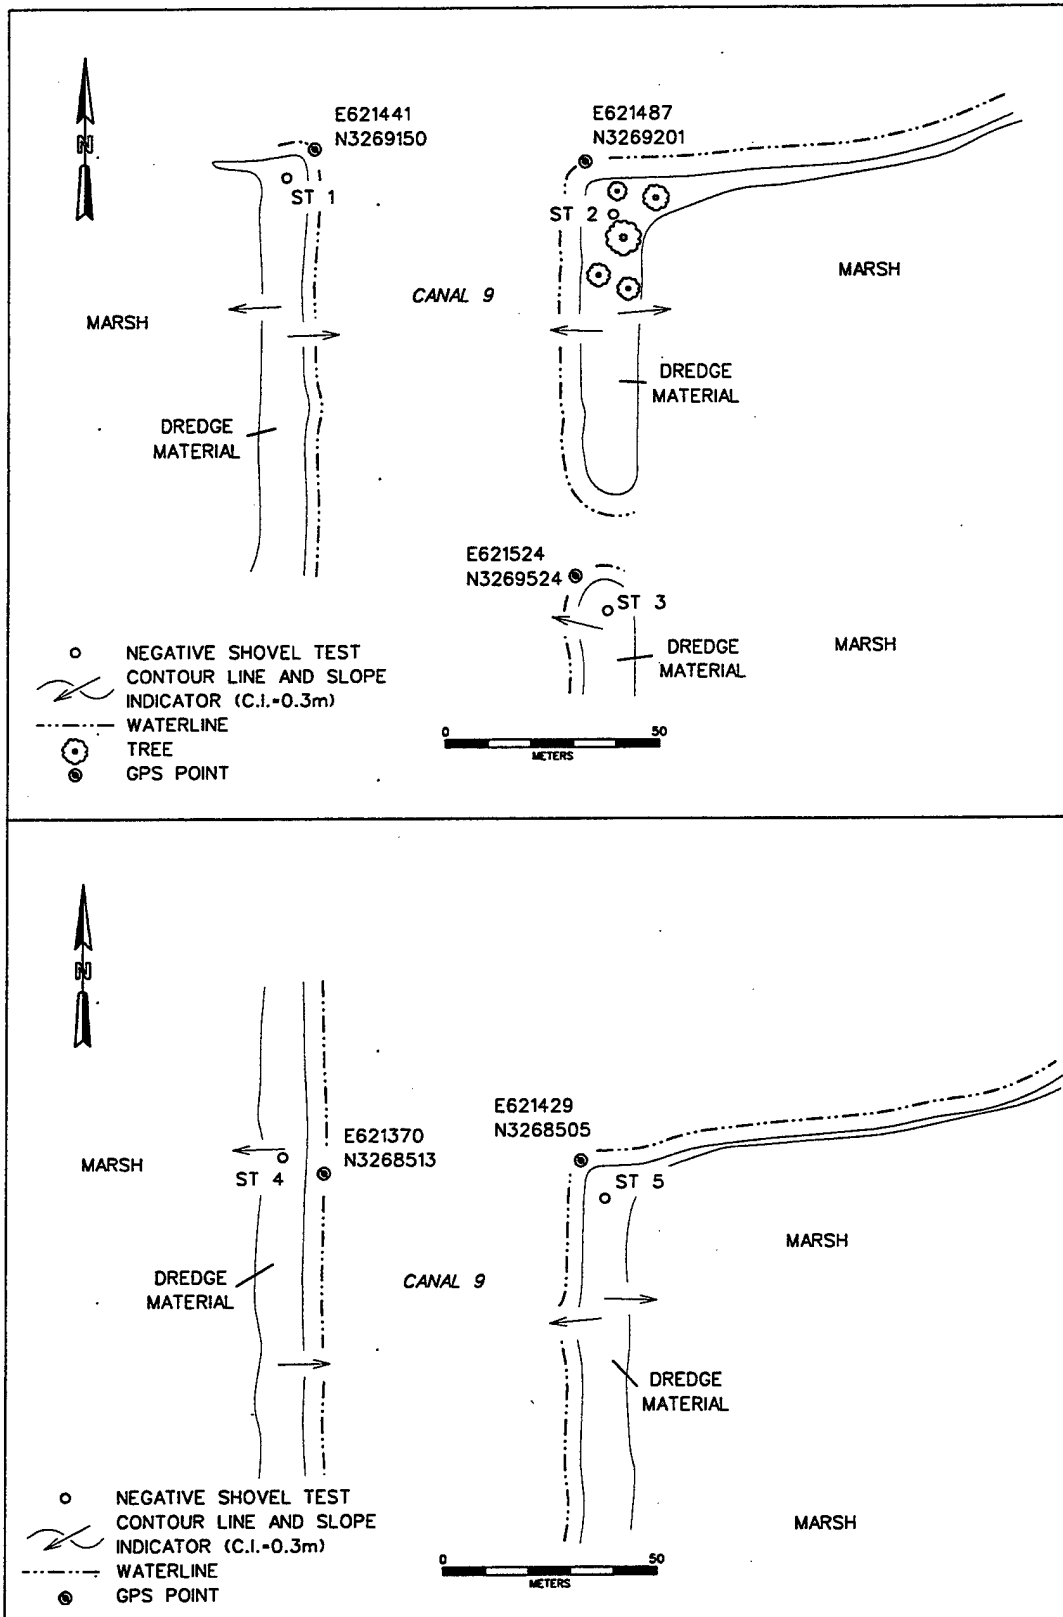 E621441
N3269150
E621487
N3269201
N
ST 1
ST 2
MARSH
CANAL 9
MARSH
DREDGE
MATERIAL
DREDGE
MATERIAL
E621524
N3269524
ST 3
DREDGE
MATERIAL
MARSH
NEGATIVE SHOVEL TEST
CONTOUR LINE AND SLOPE
INDICATOR (C.I.=0.3m)
WATERLINE
TREE
GPS POINT
0 50
METERS
N
E621429
N3268505
E621370
N3268513
MARSH
ST 4
ST 5
MARSH
DREDGE
MATERIAL
CANAL 9
DREDGE
MATERIAL
MARSH
NEGATIVE SHOVEL TEST
CONTOUR LINE AND SLOPE
INDICATOR (C.I.=0.3m)
WATERLINE
GPS POINT
0 50
METERS